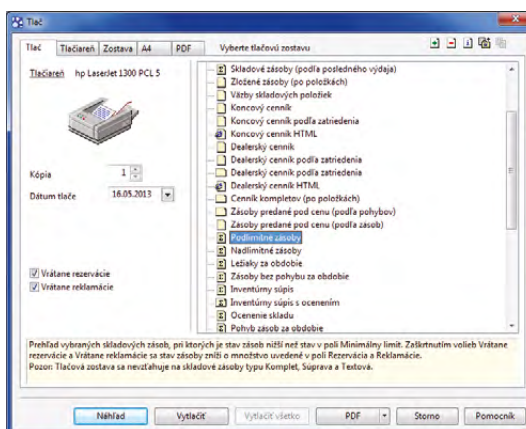 Tlač
Tlač Tlačiareň Zostava A4 PDF Vyberte tlačovú zostavu
Tlačiareň hp LaserJet 1300 PCL 5
Kópia 1
Dátum tlače 16.05.2013
Vrátane rezervácie
Vrátane reklamácie
Skladové zásoby (podľa posledného výdaja)
Zložené zásoby (po položkách)
Väzby skladových položiek
Koncový cenník
Koncový cenník podľa zatriedenia
Koncový cenník HTML
Dealerský cenník
Dealerský cenník podľa zatriedenia
Dealerský cenník podľa zatriedenia
Dealerský cenník HTML
Cenník kompletov (po položkách)
Zásoby predané pod cenu (podľa pohybov)
Zásoby predané pod cenu (podľa zásob)
Podlimitné zásoby
Nadlimitné zásoby
Ležiaky za obdobie
Zásoby bez pohybu za obdobie
Inventúrny súpis
Inventúrny súpis s ocenením
Ocenenie skladu
Pohyb zásob za obdobie
Prehľad vybraných skladových zásob, pri ktorých je stav zásob nižší než stav v poli Minimálny limit. Zaškrtnutím volieb Vrátane
rezervácie a Vrátane reklamácie sa stav zásoby zníži o množstvo uvedené v poli Rezervácia a Reklamácie.
Pozor: Tlačová zostava sa nevzťahuje na skladové zásoby typu Komplet, Súprava a Textová.
Náhľad Vytlačiť Vytlačiť všetko PDF Storno Pomocník